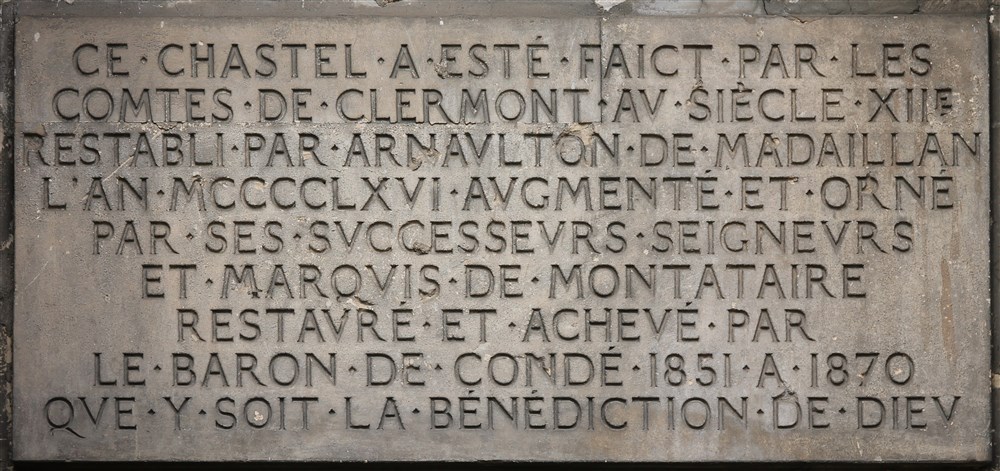 CE·CHASTEL·A·ESTÉ·FAICT·PAR·LES
COMTES·DE·CLERMONT·AV·SIÈCLE·XIIE
RESTABLI·PAR·ARNAVLTON·DE·MADAILLAN
L'AN·MCCCCLXVI·AVGMENTÉ·ET·ORNÉ
PAR·SES·SVCCESSEVRS·SEIGNEVRS
ET·MARQVIS·DE·MONTATAIRE
RESTAVRÉ·ET·ACHEVÉ·PAR
LE·BARON·DE·CONDÉ·1851·A·1870
QVE·Y·SOIT·LA·BÉNÉDICTION·DE·DIEV